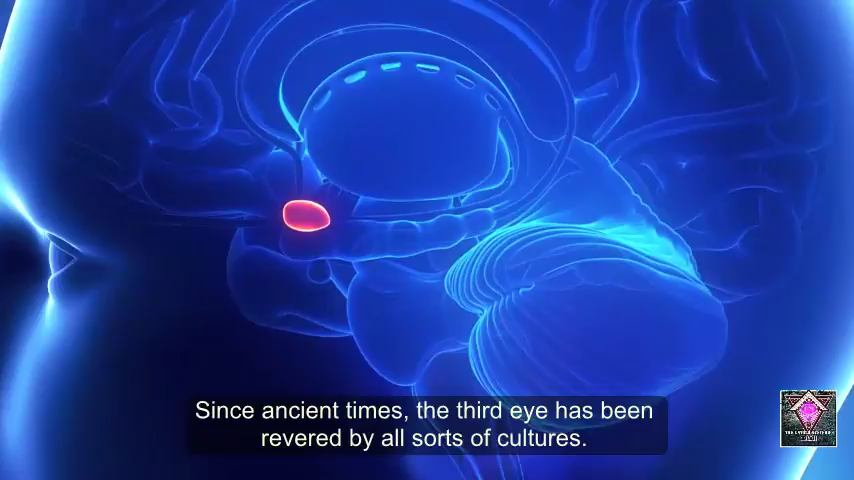 Since ancient times, the third eye has been
revered by all sorts of cultures.